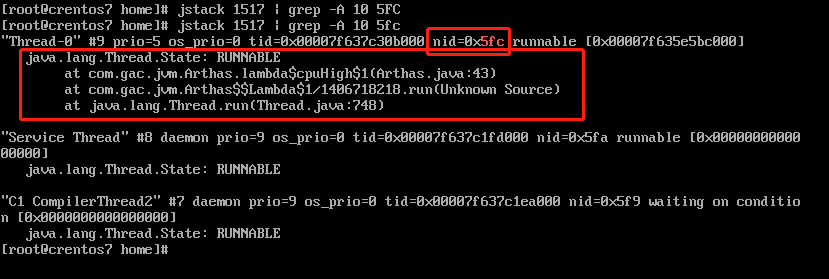 [root@crentos7 home]# jstack 1517 | grep -A 10 5FC
[root@crentos7 home]# jstack 1517 | grep -A 10 5fc
"Thread-0" #9 prio=5 os_prio=0 tid=0x00007f637c30b000 nid=0x5fc runnable [0x00007f635e5bc000]
java.lang.Thread.State: RUNNABLE
at com.gac.jvm.Arthas.lambda$cpuHigh$1(Arthas.java:43)
at com.gac.jvm.Arthas$$Lambda$1/1406718218.run(Unknown Source)
at java.lang.Thread.run(Thread.java:748)
"Service Thread" #8 daemon prio=9 os_prio=0 tid=0x00007f637c1fd000 nid=0x5fa runnable [0x00000000000
00000]
java.lang.Thread.State: RUNNABLE
"C1 CompilerThread2" #7 daemon prio=9 os_prio=0 tid=0x00007f637c1ea000 nid=0x5f9 waiting on conditio
n [0x0000000000000000]
java.lang.Thread.State: RUNNABLE
[root@crentos7 home]#